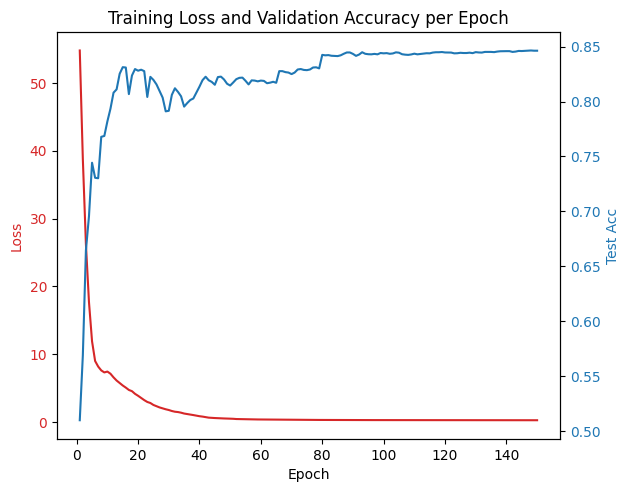 Training Loss and Validation Accuracy per Epoch
Loss
50
40
30
20
10
0
0.85
0.80
0.75
0.70
0.65
0.60
0.55
0.50
Test Acc
0 20 40 60 80 100 120 140
Epoch